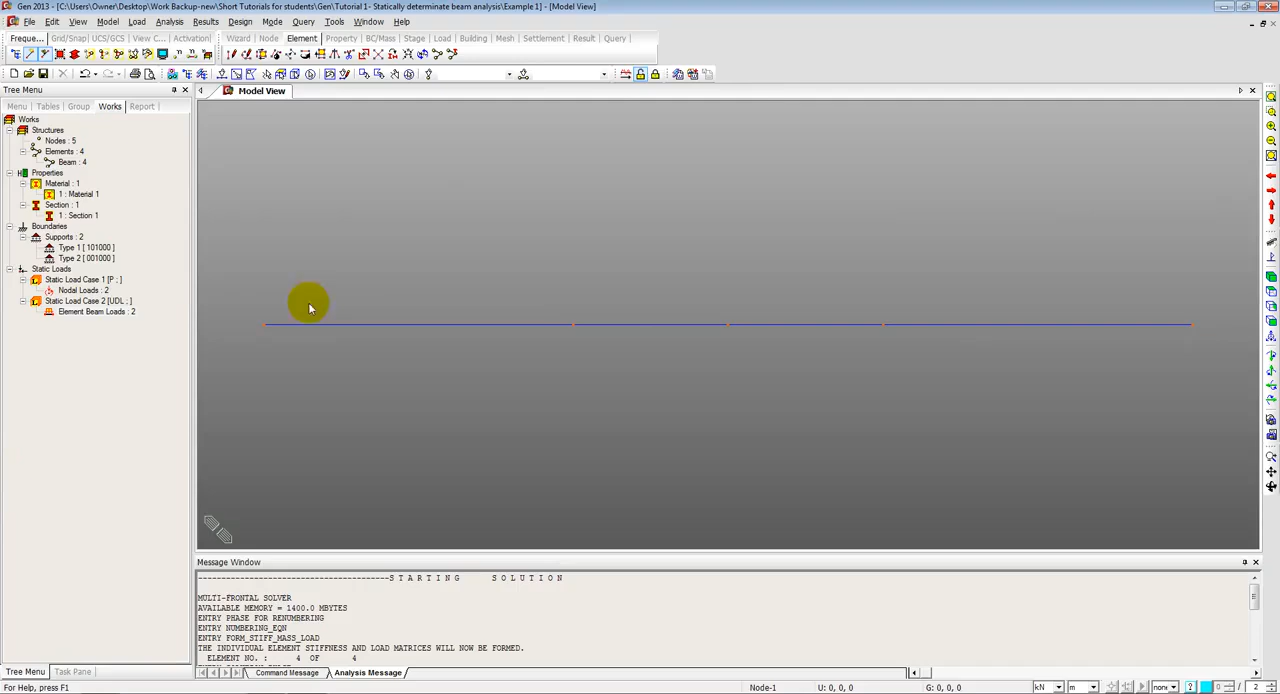 Gen 2013 - [C:\Users\Owner\Desktop\Work Backup-new\Short Tutorials for students\Gen\Tutorial 1- Statically determinate beam analysis\Example 1] - [Model View]
File Edit View Model Load Analysis Results Design Mode Query Tools Window Help
Freque... Grid/Snap UCS/GCS View C... Activation Wizard Node Element Property BC/Mass Stage Load Building Mesh Settlement Result Query
Tree Menu
Model View
Menu Tables Group Works Report
Works
Structures
Nodes : 5
Elements : 4
Beam : 4
Properties
Material : 1
1 : Material 1
Section : 1
1 : Section 1
Boundaries
Supports : 2
Type 1 [ 101000 ]
Type 2 [ 001000 ]
Static Loads
Static Load Case 1 [P ; ]
Nodal Loads : 2
Static Load Case 2 [UDL ; ]
Element Beam Loads : 2
Message Window
------------------------------------------S T A R T I N G    S O L U T I O N
MULTI-FRONTAL SOLVER
AVAILABLE MEMORY = 1400.0 MBYTES
ENTRY PHASE FOR RENUMBERING
ENTRY NUMBERING_EQN
ENTRY FORM_STIFF_MASS_LOAD
THE INDIVIDUAL ELEMENT STIFFNESS AND LOAD MATRICES WILL NOW BE FORMED.
ELEMENT NO. : 4 OF 4
Tree Menu Task Pane
Command Message Analysis Message
For Help, press F1
Node-1 U: 0, 0, 0 G: 0, 0, 0 kN m none 0 / 2